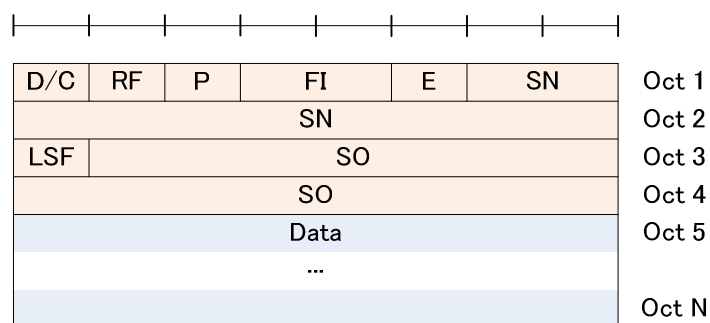 D/C RF P FI E SN Oct 1
SN Oct 2
LSF SO Oct 3
SO Oct 4
Data Oct 5
...
Oct N